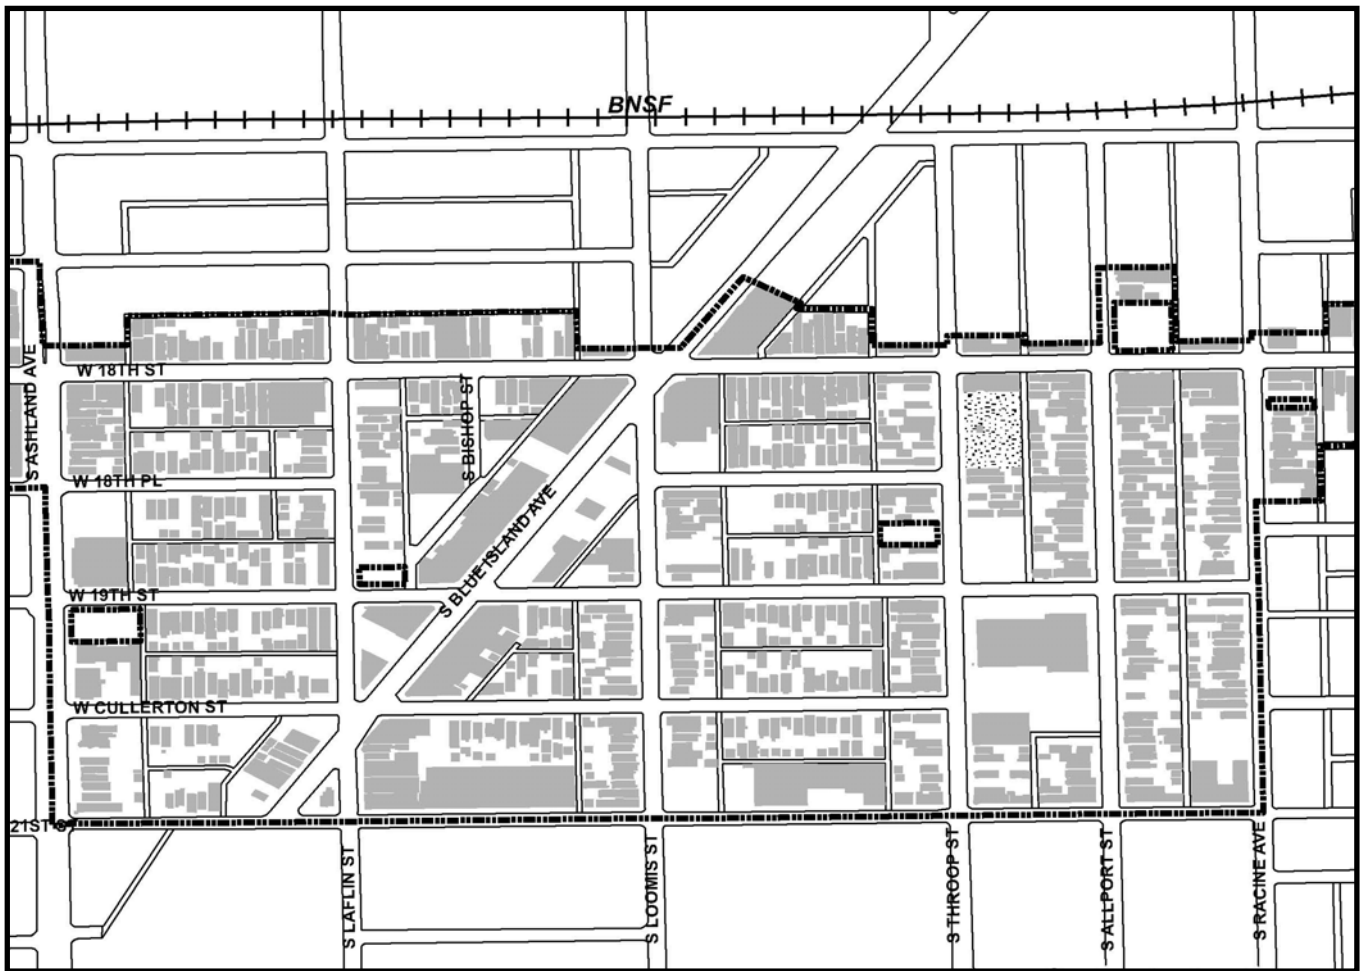 BNSF
S ASHLAND AVE
W 18TH ST
S BISHOP ST
W 18TH PL
S BLUE ISLAND AVE
W 19TH ST
W CULLERTON ST
21ST S
S LAFLIN ST
S LOOMIS ST
S THROOP ST
S ALLPORT ST
S RACINE AVE